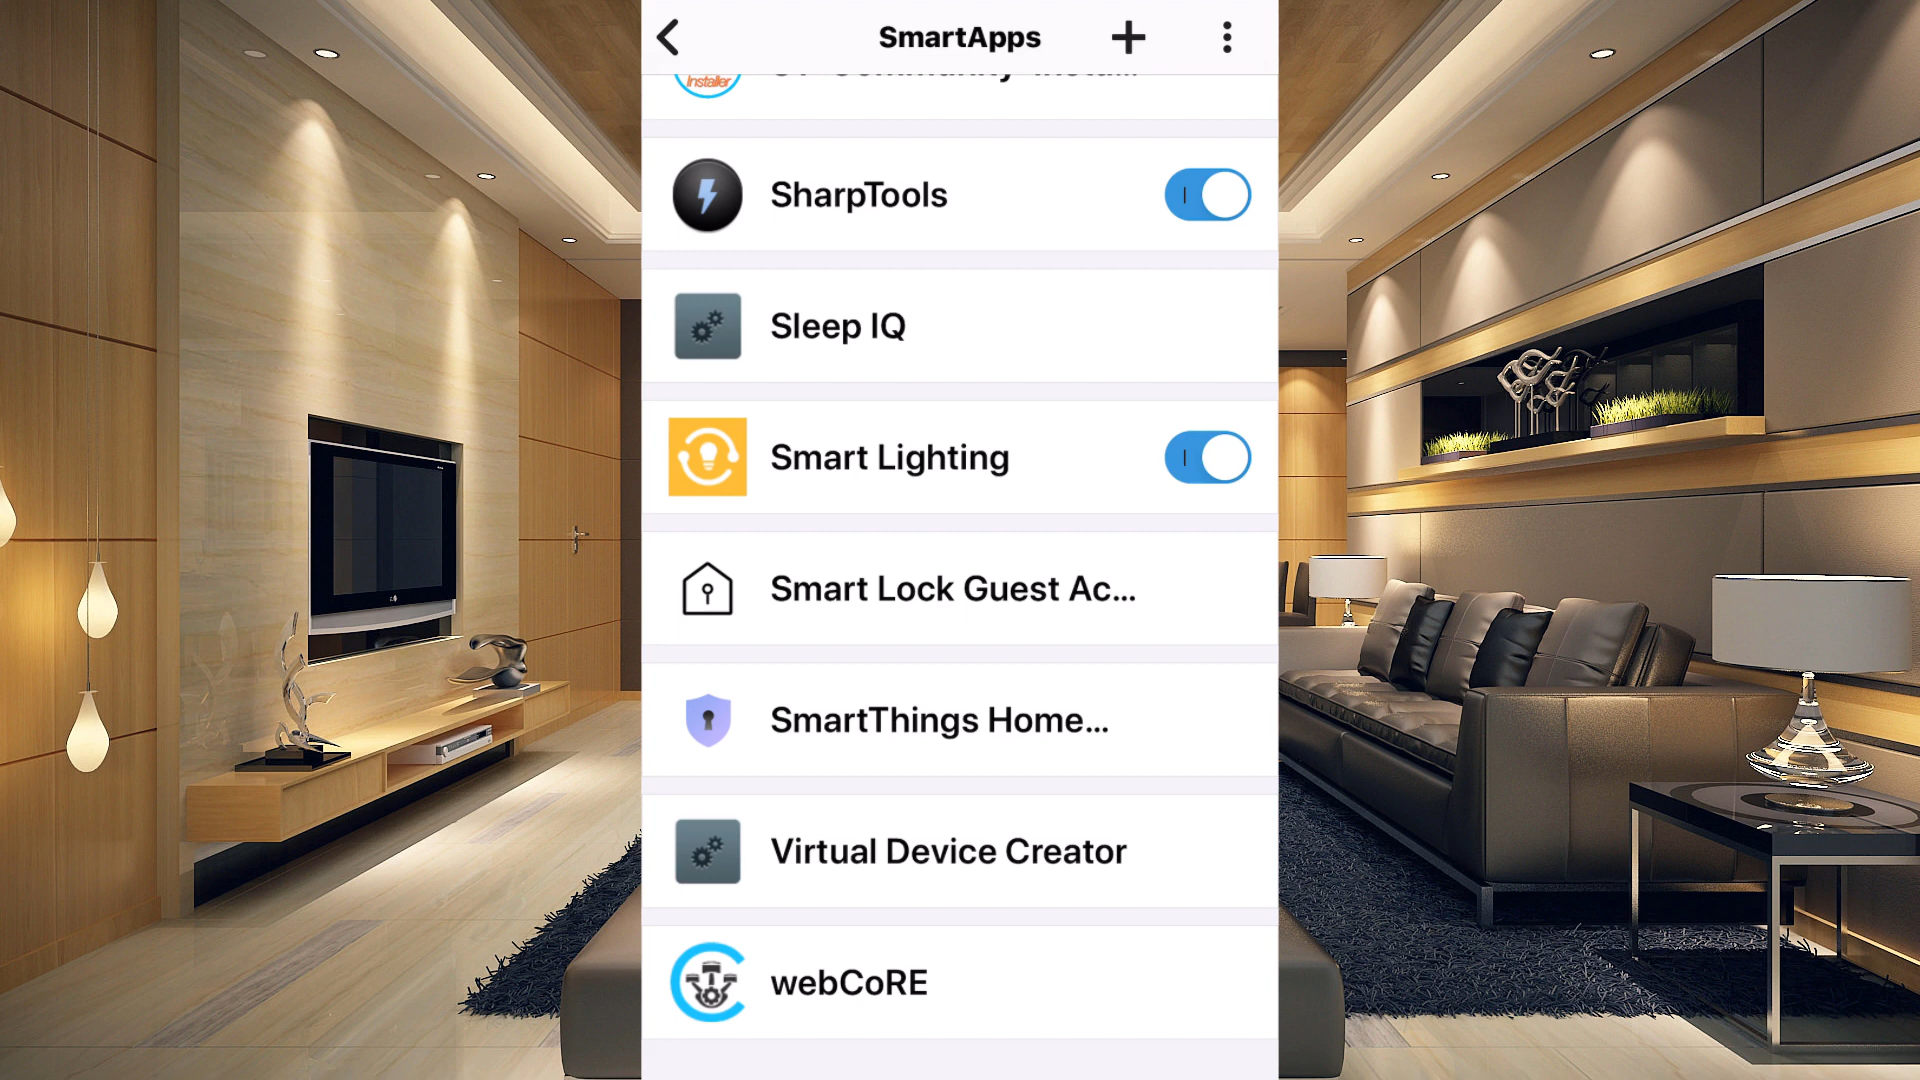 SmartApps
Installer
SharpTools
Sleep IQ
Smart Lighting
Smart Lock Guest Ac...
SmartThings Home...
Virtual Device Creator
webCoRE